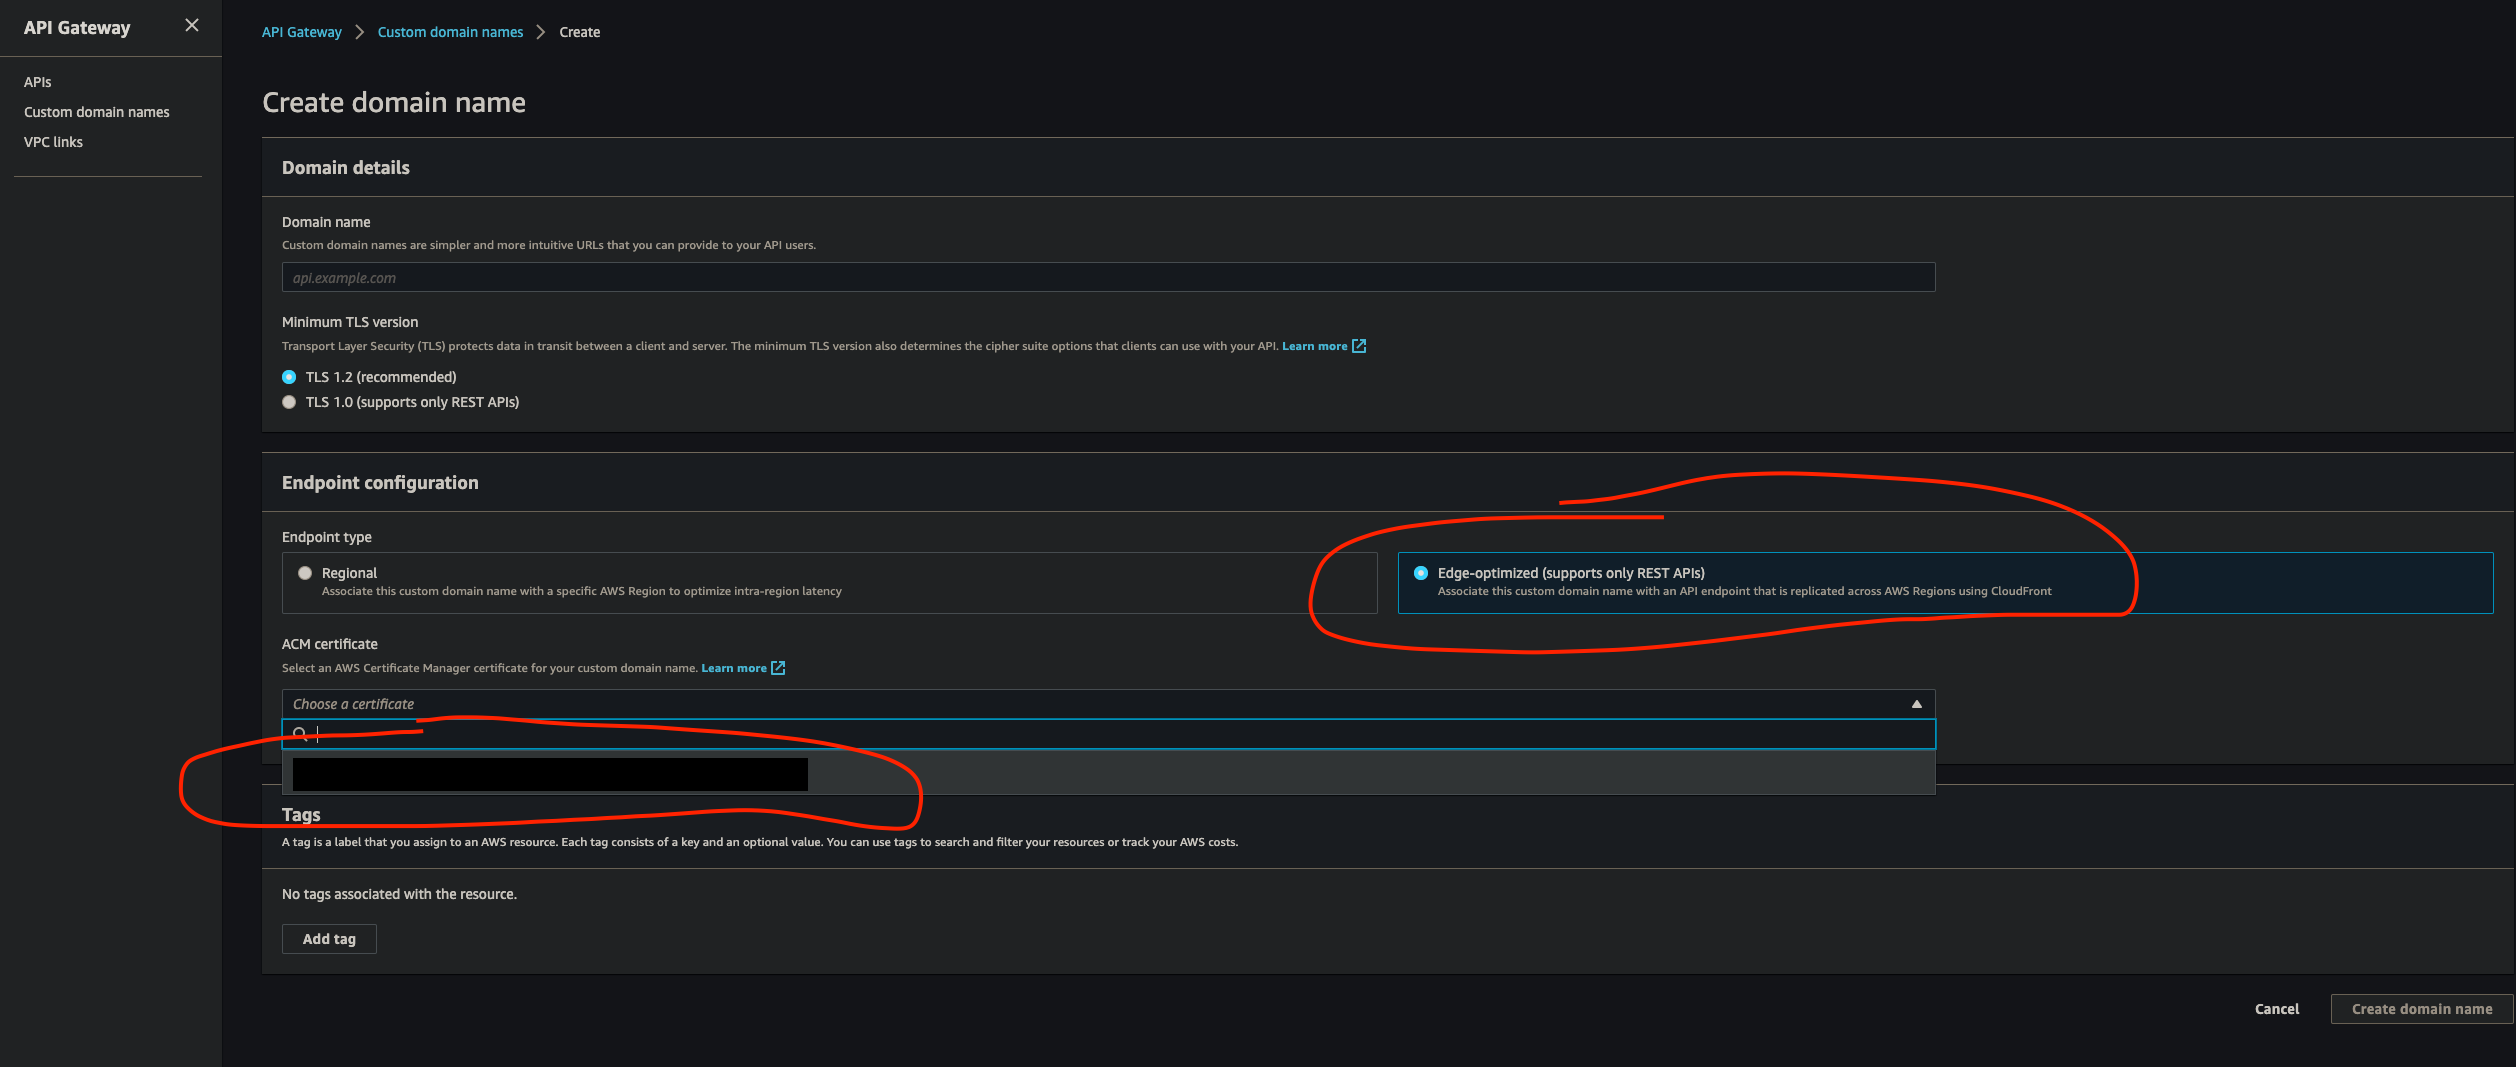 API Gateway
APIs
Custom domain names
VPC links
API Gateway > Custom domain names > Create
Create domain name
Domain details
Domain name
Custom domain names are simpler and more intuitive URLs that you can provide to your API users.
api.example.com
Minimum TLS version
Transport Layer Security (TLS) protects data in transit between a client and server. The minimum TLS version also determines the cipher suite options that clients can use with your API. Learn more
TLS 1.2 (recommended)
TLS 1.0 (supports only REST APIs)
Endpoint configuration
Endpoint type
Regional
Associate this custom domain name with a specific AWS Region to optimize intra-region latency
Edge-optimized (supports only REST APIs)
Associate this custom domain name with an API endpoint that is replicated across AWS Regions using CloudFront
ACM certificate
Select an AWS Certificate Manager certificate for your custom domain name. Learn more
Choose a certificate
Tags
A tag is a label that you assign to an AWS resource. Each tag consists of a key and an optional value. You can use tags to search and filter your resources or track your AWS costs.
No tags associated with the resource.
Add tag
Cancel
Create domain name